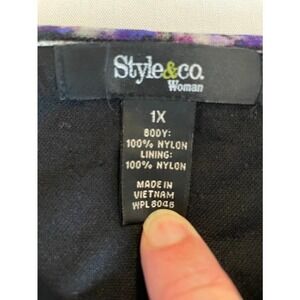 Style&co.
Woman
1X
BODY:
100% NYLON
LINING:
100% NYLON
MADE IN
VIETNAM
WPL 8046